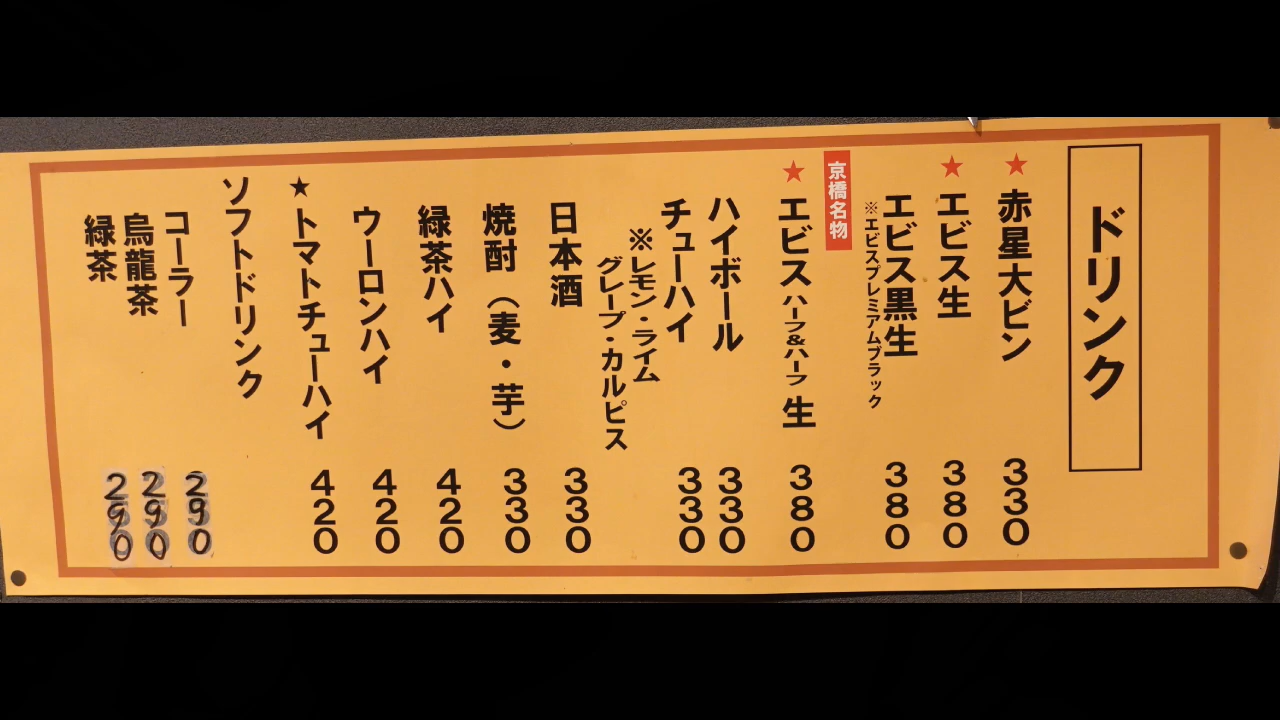 ドリンク
★赤星大ビン 330
★エビス生 380
エビス黒生 380
※エビスプレミアムブラック
京橋名物
★エビスハーフ&ハーフ生 380
ハイボール 330
チューハイ 330
※レモン・ライム
グレープ・カルピス
日本酒 330
焼酎（麦・芋） 330
緑茶ハイ 420
ウーロンハイ 420
★トマトチューハイ 420
ソフトドリンク
コーラー 290
烏龍茶 290
緑茶 290